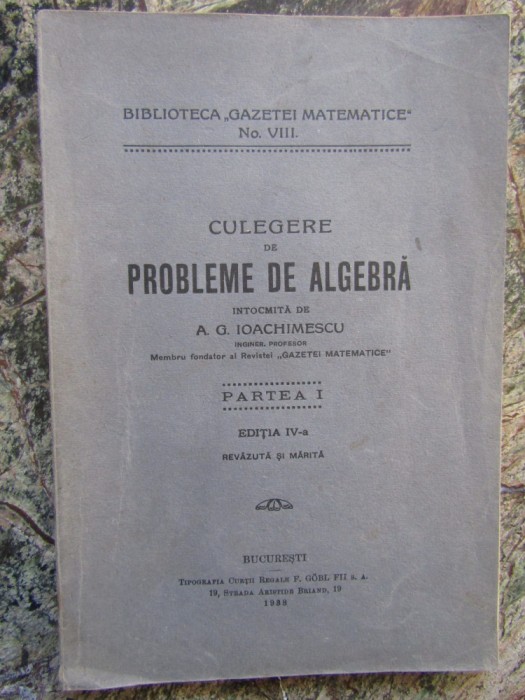 BIBLIOTECA „GAZETEI MATEMATICE“
No. VIII.
CULEGERE
DE
PROBLEME DE ALGEBRĂ
INTOCMITĂ DE
A. G. IOACHIMESCU
INGINER, PROFESOR
Membru fondator al Revistei „GAZETEI MATEMATICE“
PARTEA I
EDIȚIA IV-a
REVĂZUTĂ ȘI MĂRITĂ
BUCUREȘTI
TIPOGRAFIA CURȚII REGALE F. GÖBL FII S. A.
19, STRADA ARISTIDE BRIAND, 19
1939